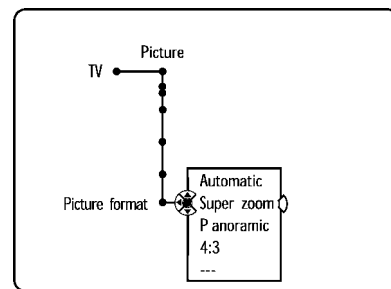 Picture
TV
Picture format
Automatic
Super zoom
P anoramic
4:3
---